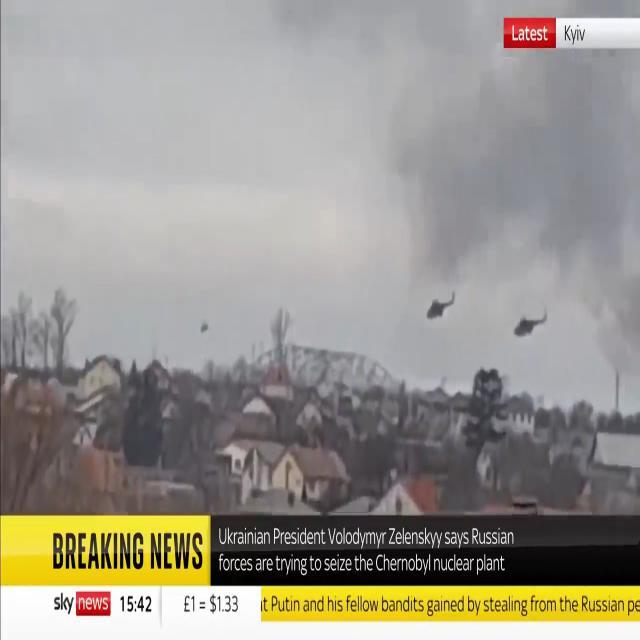 Latest Kyiv
BREAKING NEWS
Ukrainian President Volodymyr Zelenskyy says Russian
forces are trying to seize the Chernobyl nuclear plant
sky news 15:42 £1 = $1.33 Putin and his fellow bandits gained by stealing from the Russian